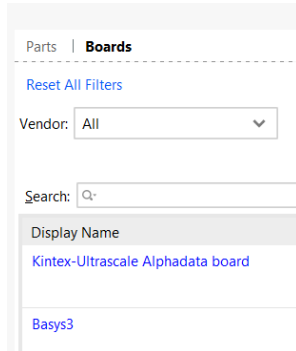 Parts | Boards
Reset All Filters
Vendor: All
Search:
Display Name
Kintex-Ultrascale Alphadata board
Basys3